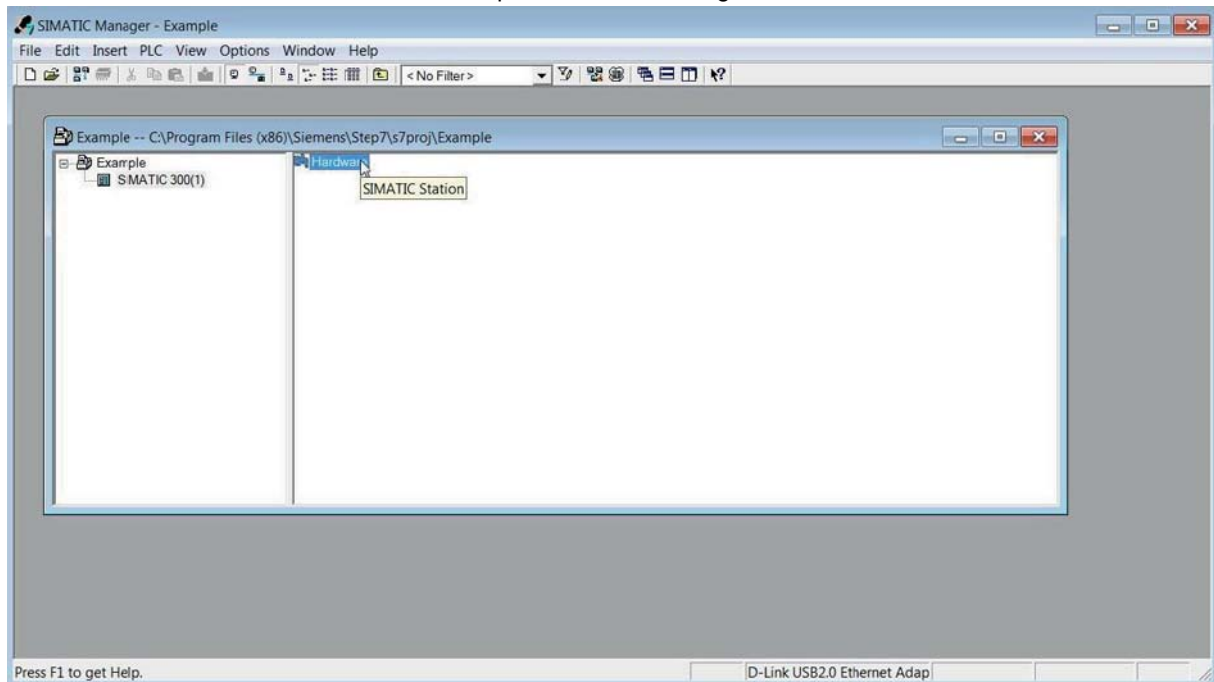 SIMATIC Manager - Example
File Edit Insert PLC View Options Window Help
< No Filter >
Example -- C:\Program Files (x86)\Siemens\Step7\s7proj\Example
Example
SIMATIC 300(1)
Hardware
SIMATIC Station
Press F1 to get Help.
D-Link USB2.0 Ethernet Adap